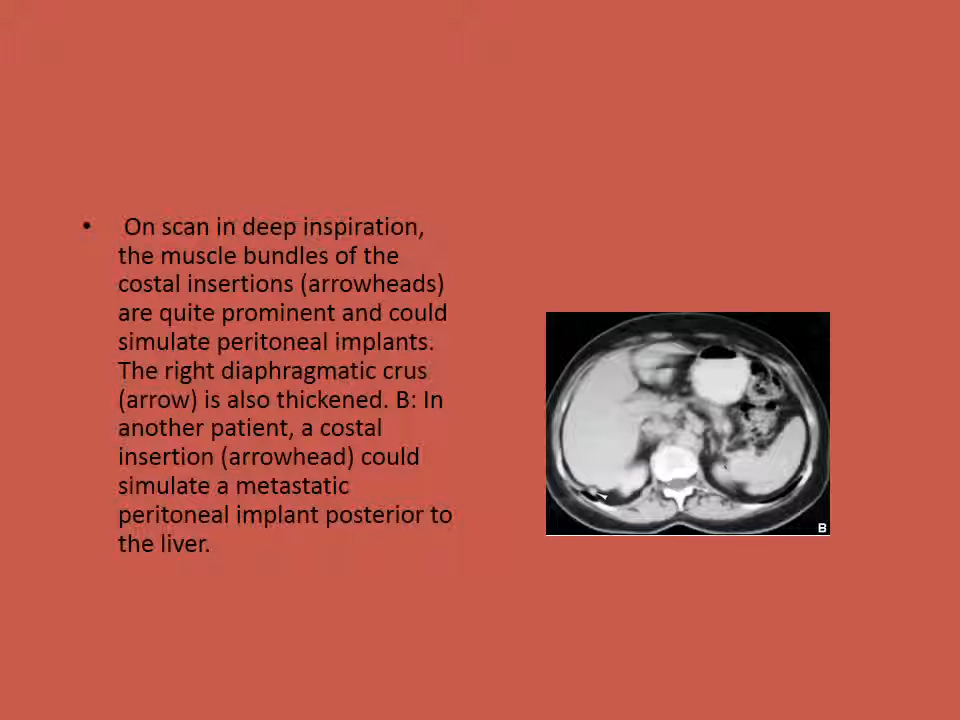 • On scan in deep inspiration,
the muscle bundles of the
costal insertions (arrowheads)
are quite prominent and could
simulate peritoneal implants.
The right diaphragmatic crus
(arrow) is also thickened. B: In
another patient, a costal
insertion (arrowhead) could
simulate a metastatic
peritoneal implant posterior to
the liver.
B